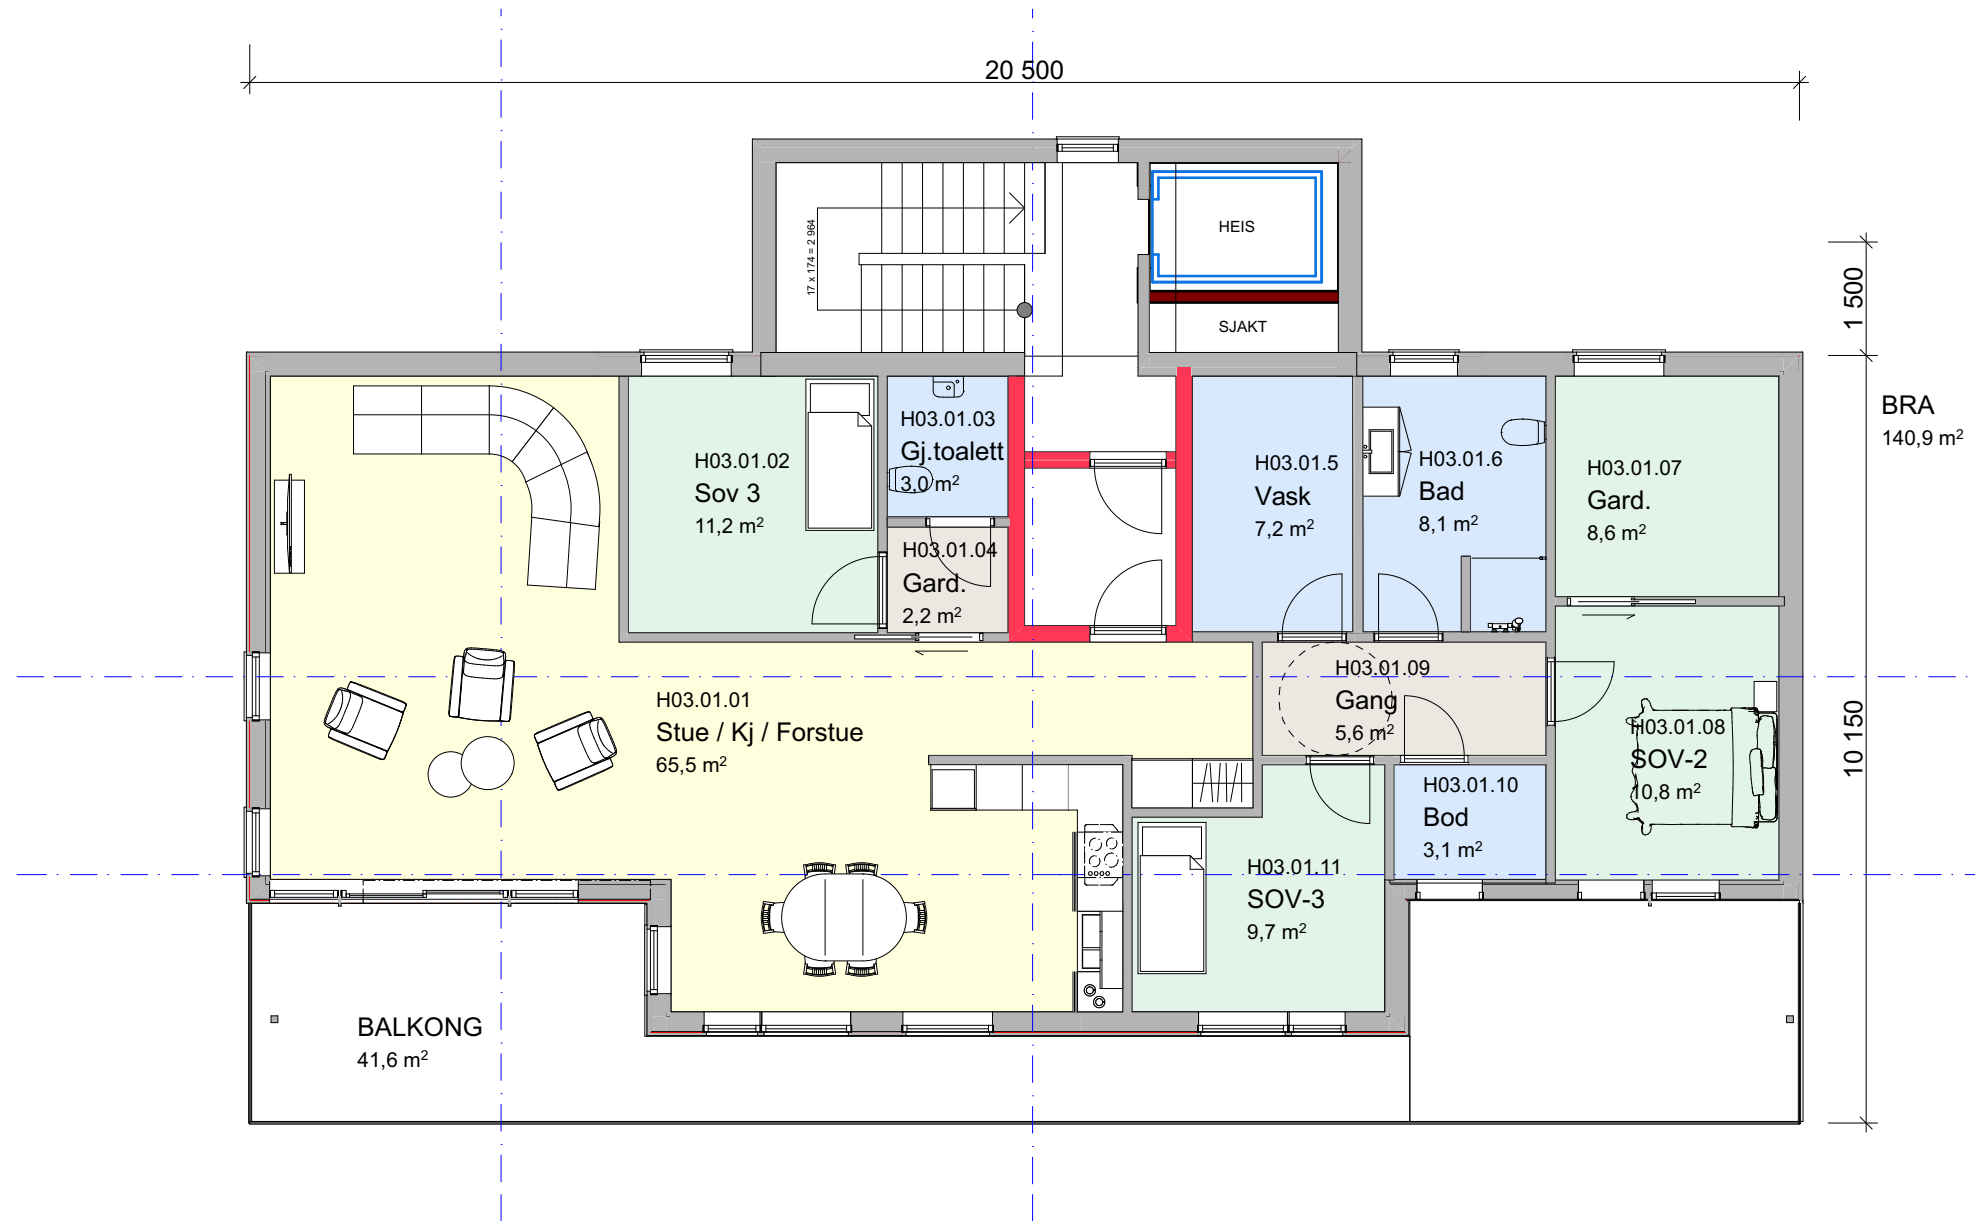 20 500
17 x 174 = 2 964
HEIS
SJAKT
1 500
BRA
140,9 m²
10 150
H03.01.02
Sov 3
11,2 m²
H03.01.03
Gj.toalett
3,0 m²
H03.01.04
Gard.
2,2 m²
H03.01.5
Vask
7,2 m²
H03.01.6
Bad
8,1 m²
H03.01.07
Gard.
8,6 m²
H03.01.01
Stue / Kj / Forstue
65,5 m²
H03.01.09
Gang
5,6 m²
H03.01.08
SOV-2
10,8 m²
H03.01.10
Bod
3,1 m²
H03.01.11
SOV-3
9,7 m²
BALKONG
41,6 m²